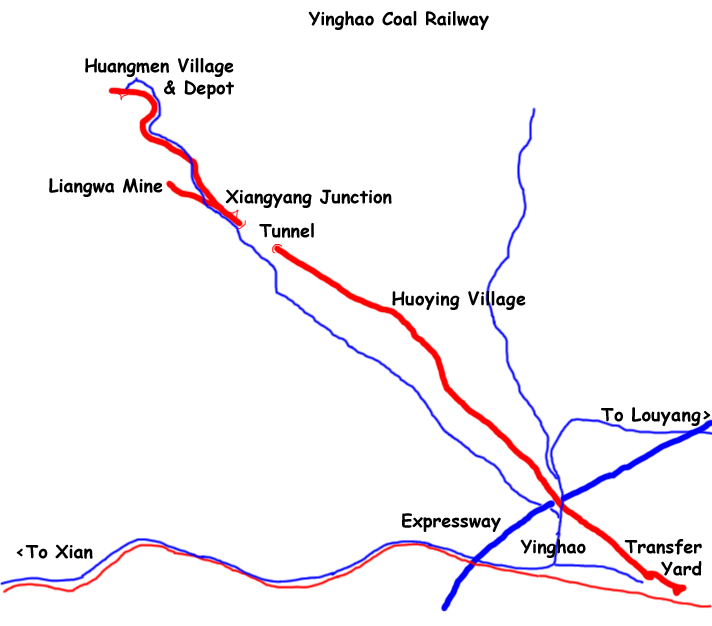 Yinghao Coal Railway
Huangmen Village
& Depot
Liangwa Mine
Xiangyang Junction
Tunnel
Huoying Village
To Louyang>
Expressway
<To Xian
Yinghao
Transfer
Yard